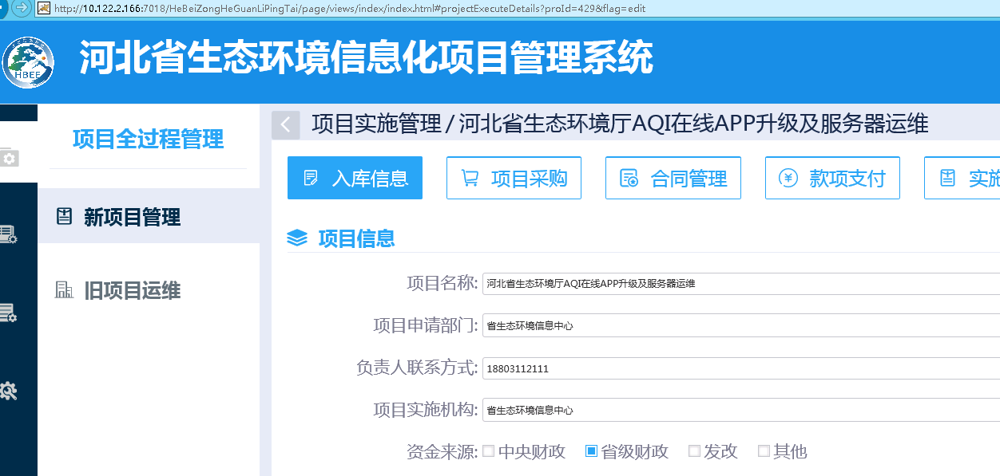 http://10.122.2.166:7018/HeBeiZongHeGuanLiPingTai/page/views/index/index.html#projectExecuteDetails?proId=429&flag=edit
HBEE
河北省生态环境信息化项目管理系统
项目全过程管理
新项目管理
旧项目运维
项目实施管理 / 河北省生态环境厅AQI在线APP升级及服务器运维
入库信息 项目采购 合同管理 款项支付 实施
项目信息
项目名称: 河北省生态环境厅AQI在线APP升级及服务器运维
项目申请部门: 省生态环境信息中心
负责人联系方式: 18803112111
项目实施机构: 省生态环境信息中心
资金来源: 中央财政 省级财政 发改 其他